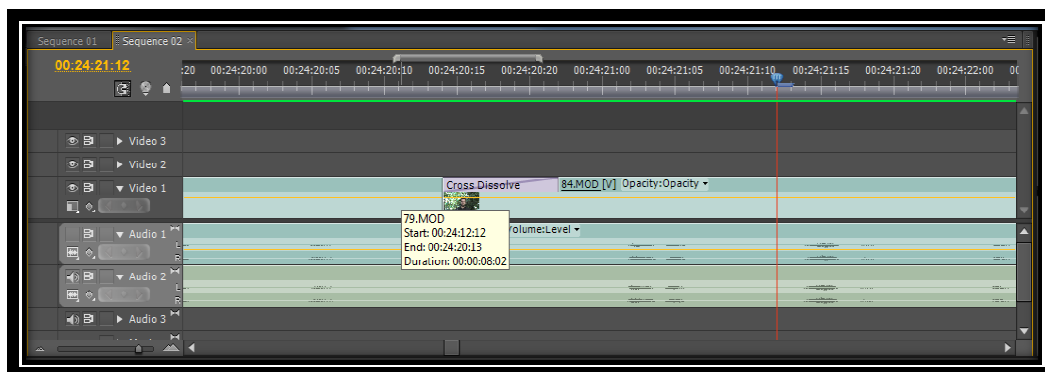 Sequence 01 Sequence 02 ×
00:24:21:12
:20 00:24:20:00 00:24:20:05 00:24:20:10 00:24:20:15 00:24:20:20 00:24:21:00 00:24:21:05 00:24:21:10 00:24:21:15 00:24:21:20 00:24:22:00 00
Video 3
Video 2
Video 1
Cross Dissolve 84.MOD [V] Opacity:Opacity
79.MOD
Start: 00:24:12:12
End: 00:24:20:13
Duration: 00:00:08:02
Audio 1
Volume:Level
L
R
Audio 2
L
R
Audio 3